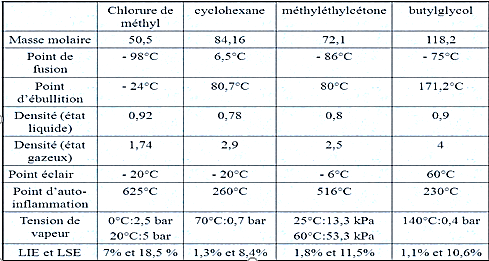 Chlorure de méthyl cyclohexane méthyléthylcétone butylglycol
Masse molaire 50,5 84,16 72,1 118,2
Point de fusion - 98°C 6,5°C - 86°C - 75°C
Point d'ébullition - 24°C 80,7°C 80°C 171,2°C
Densité (état liquide) 0,92 0,78 0,8 0,9
Densité (état gazeux) 1,74 2,9 2,5 4
Point éclair - 20°C - 20°C - 6°C 60°C
Point d'auto-inflammation 625°C 260°C 516°C 230°C
Tension de vapeur 0°C:2,5 bar 20°C:5 bar 70°C:0,7 bar 25°C:13,3 kPa 60°C:53,3 kPa 140°C:0,4 bar
LIE et LSE 7% et 18,5 % 1,3% et 8,4% 1,8% et 11,5% 1,1% et 10,6%